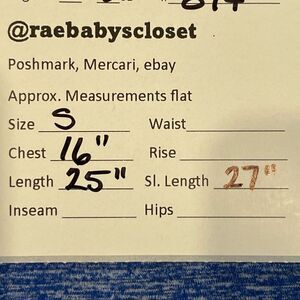 @raebabyscloset
Poshmark, Mercari, ebay
Approx. Measurements flat
Size S Waist
Chest 16" Rise
Length 25" Sl. Length 27"
Inseam Hips